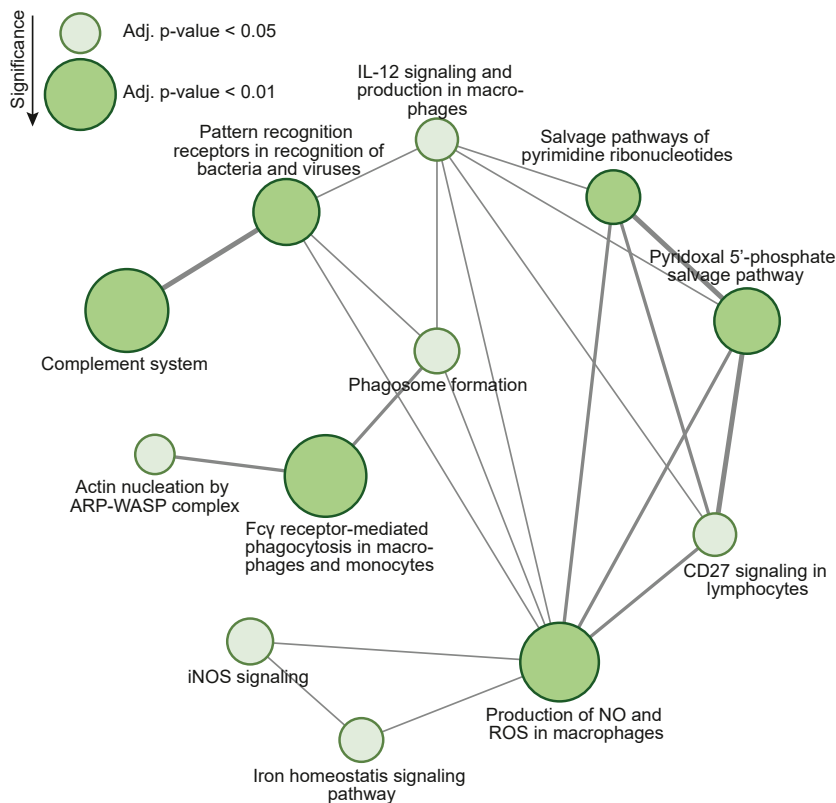 Significance
Adj. p-value < 0.05
Adj. p-value < 0.01
IL-12 signaling and
production in macro-
phages
Pattern recognition
receptors in recognition of
bacteria and viruses
Salvage pathways of
pyrimidine ribonucleotides
Pyridoxal 5’-phosphate
salvage pathway
Complement system
Phagosome formation
Actin nucleation by
ARP-WASP complex
Fcγ receptor-mediated
phagocytosis in macro-
phages and monocytes
CD27 signaling in
lymphocytes
iNOS signaling
Production of NO and
ROS in macrophages
Iron homeostatis signaling
pathway